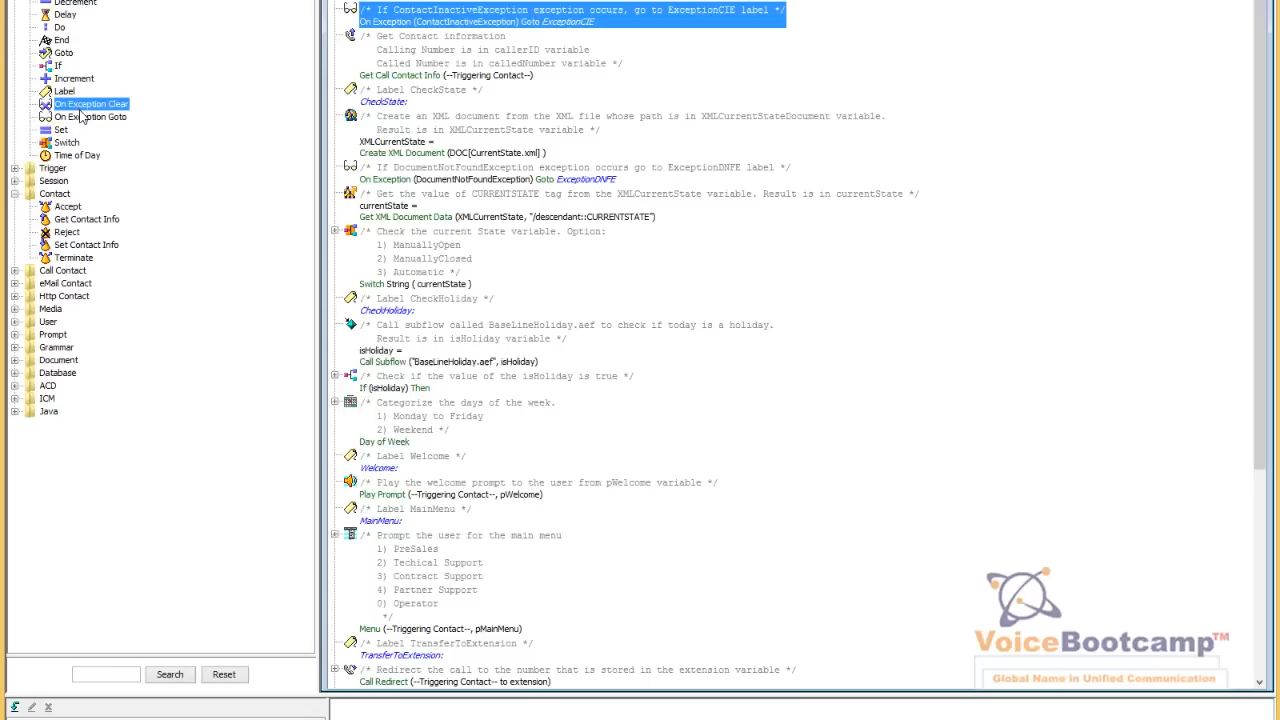 Decrement
Delay
Do
End
Goto
If
Increment
Label
On Exception Clear
On Exception Goto
Set
Switch
Time of Day
Trigger
Session
Contact
Accept
Get Contact Info
Reject
Set Contact Info
Terminate
Call Contact
eMail Contact
Http Contact
Media
User
Prompt
Grammar
Document
Database
ACD
ICM
Java
Search
Reset
/* If ContactInactiveException exception occurs, go to ExceptionCIE label */
On Exception (ContactInactiveException) Goto ExceptionCIE
/* Get Contact information
Calling Number is in callerID variable
Called Number is in calledNumber variable */
Get Call Contact Info (--Triggering Contact--)
/* Label CheckState */
CheckState:
/* Create an XML document from the XML file whose path is in XMLCurrentStateDocument variable.
Result is in XMLCurrentState variable */
XMLCurrentState =
Create XML Document (DOC[CurrentState.xml] )
/* If DocumentNotFoundException exception occurs go to ExceptionDNFE label */
On Exception (DocumentNotFoundException) Goto ExceptionDNFE
/* Get the value of CURRENTSTATE tag from the XMLCurrentState variable. Result is in currentState */
currentState =
Get XML Document Data (XMLCurrentState, "/descendant::CURRENTSTATE")
/* Check the current State variable. Option:
1) ManuallyOpen
2) ManuallyClosed
3) Automatic */
Switch String ( currentState )
/* Label CheckHoliday */
CheckHoliday:
/* Call subflow called BaseLineHoliday.aef to check if today is a holiday.
Result is in isHoliday variable */
isHoliday =
Call Subflow ("BaseLineHoliday.aef", isHoliday)
/* Check if the value of the isHoliday is true */
If (isHoliday) Then
/* Categorize the days of the week.
1) Monday to Friday
2) Weekend */
Day of Week
/* Label Welcome */
Welcome:
/* Play the welcome prompt to the user from pWelcome variable */
Play Prompt (--Triggering Contact--, pWelcome)
/* Label MainMenu */
MainMenu:
/* Prompt the user for the main menu
1) PreSales
2) Techical Support
3) Contract Support
4) Partner Support
0) Operator
*/
Menu (--Triggering Contact--, pMainMenu)
/* Label TransferToExtension */
TransferToExtension:
/* Redirect the call to the number that is stored in the extension variable */
Call Redirect (--Triggering Contact-- to extension)
VoiceBootcamp™
Global Name in Unified Communication